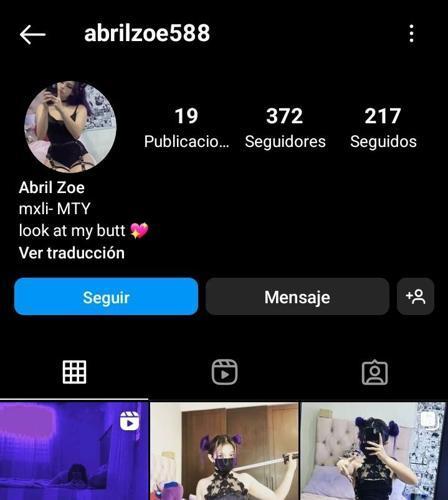 abrilzoe588
19 372 217
Publicacio... Seguidores Seguidos
Abril Zoe
mxli- MTY
look at my butt 💖
Ver traducción
Seguir Mensaje